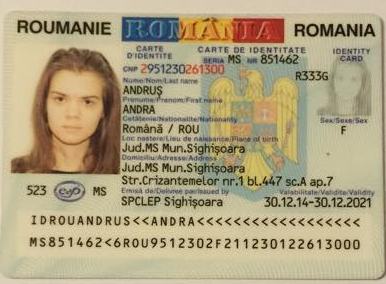 ROUMANIE ROMÂNIA ROMANIA
CARTE D'IDENTITE CARTE DE IDENTITATE IDENTITY CARD
SERIA MS NR 851462
CNP 2951230261300 R333G
Nume/Nom/Last name
ANDRUȘ
Prenume/Prenom/First name
ANDRA
Cetatenie/Nationalite/Nationality Sex/Sexe/Sex
Română / ROU F
Loc nastere/Lieu de naissance/Place of birth
Jud.MS Mun.Sighișoara
Domiciliu/Adresse/Address
Jud.MS Mun.Sighișoara
Str.Crizantemelor nr.1 bl.447 sc.A ap.7
523 MS Emisă de/Delivree par/Issued by Valabilitate/Validite/Validity
SPCLEP Sighișoara 30.12.14-30.12.2021
IDROUANDRUS<<ANDRA<<<<<<<<<<<<<<<<<<
MS851462<6ROU9512302F211230122613000